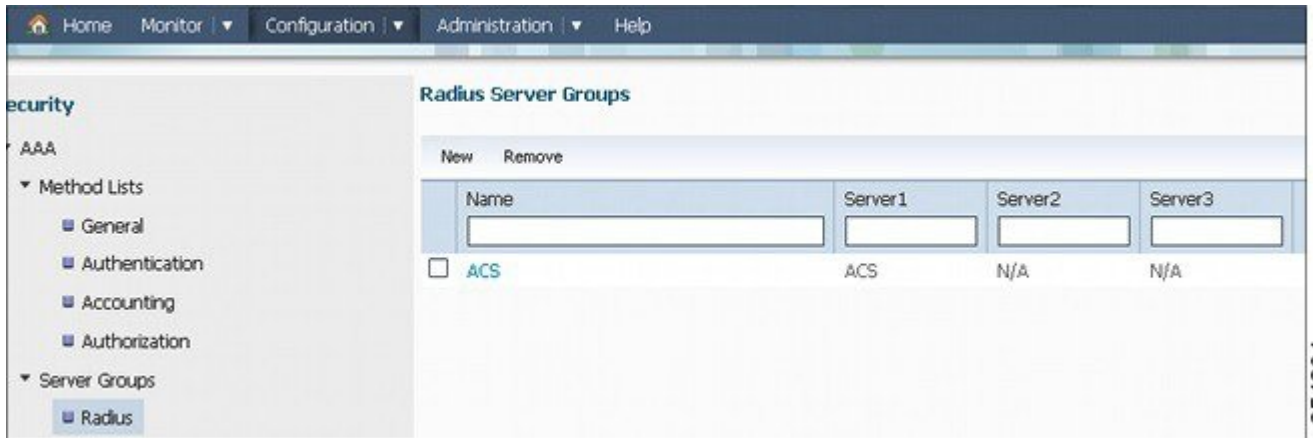 Home Monitor Configuration Administration Help
ecurity
AAA
Method Lists
General
Authentication
Accounting
Authorization
Server Groups
Radius
Radius Server Groups
New Remove
Name Server1 Server2 Server3
ACS ACS N/A N/A